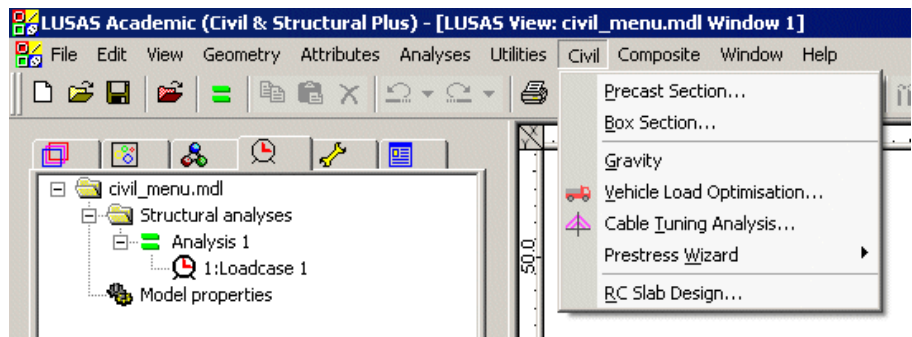 LUSAS Academic (Civil & Structural Plus) - [LUSAS View: civil_menu.mdl Window 1]
File Edit View Geometry Attributes Analyses Utilities Civil Composite Window Help
Precast Section...
Box Section...
Gravity
Vehicle Load Optimisation...
Cable Tuning Analysis...
Prestress Wizard
RC Slab Design...
civil_menu.mdl
Structural analyses
Analysis 1
1:Loadcase 1
Model properties
50.0